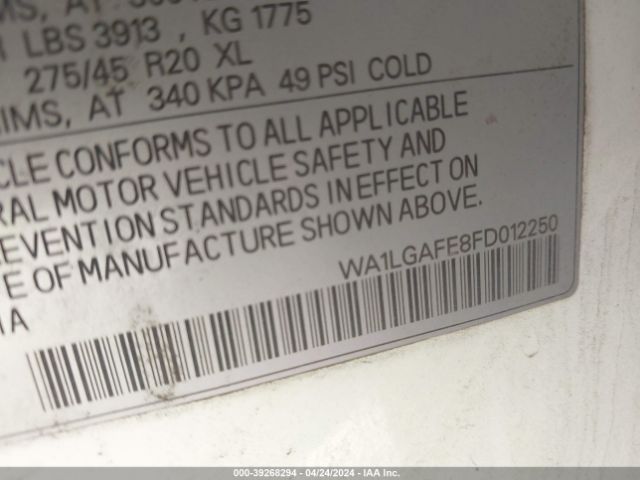 LBS 3913 , KG 1775
275/45 R20 XL
IMS, AT 340 KPA 49 PSI COLD
CLE CONFORMS TO ALL APPLICABLE
RAL MOTOR VEHICLE SAFETY AND
EVENTION STANDARDS IN EFFECT ON
E OF MANUFACTURE SHOWN ABOVE.
WA1LGAFE8FD012250
000-39268294 - 04/24/2024 - IAA Inc.